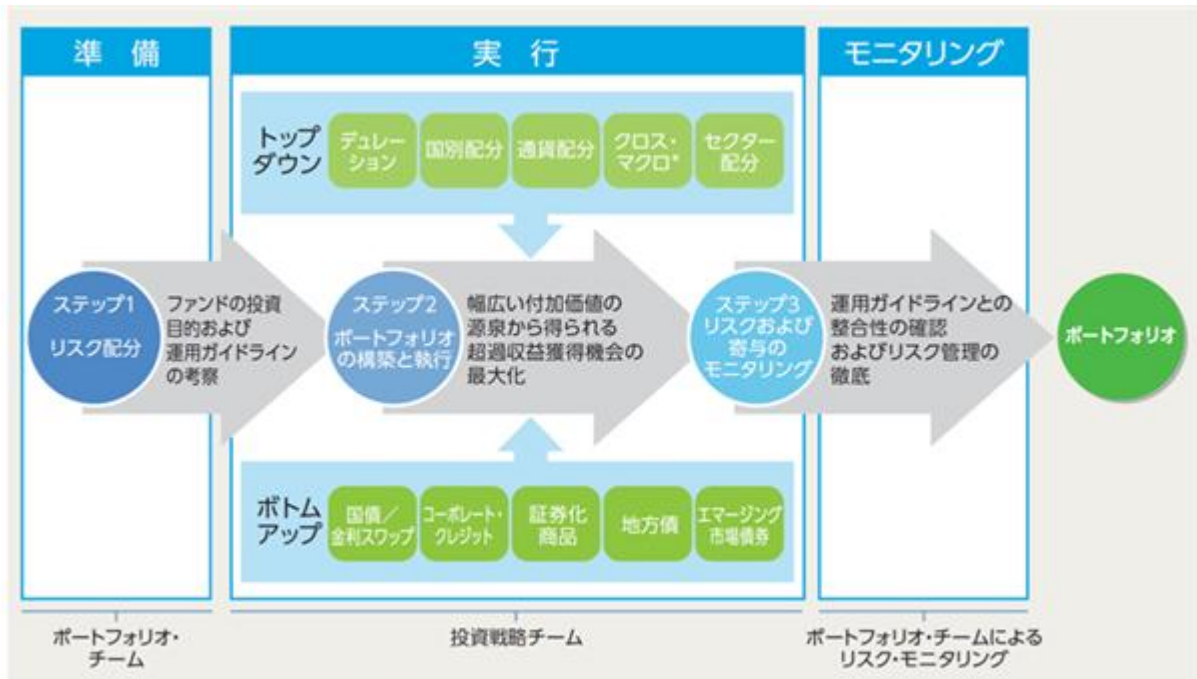 準 備
実 行
モニタリング
トップ
ダウン
デュレー
ション
国別配分
通貨配分
クロス・
マクロ*
セクター
配分
ステップ1
リスク配分
ファンドの投資
目的および
運用ガイドライン
の考察
ステップ2
ポートフォリオ
の構築と執行
幅広い付加価値の
源泉から得られる
超過収益獲得機会の
最大化
ステップ3
リスクおよび
寄与の
モニタリング
運用ガイドラインとの
整合性の確認
およびリスク管理の
徹底
ポートフォリオ
ボトム
アップ
国債／
金利スワップ
コーポレート・
クレジット
証券化
商品
地方債
エマージング
市場債券
ポートフォリオ・
チーム
投資戦略チーム
ポートフォリオ・チームによる
リスク・モニタリング